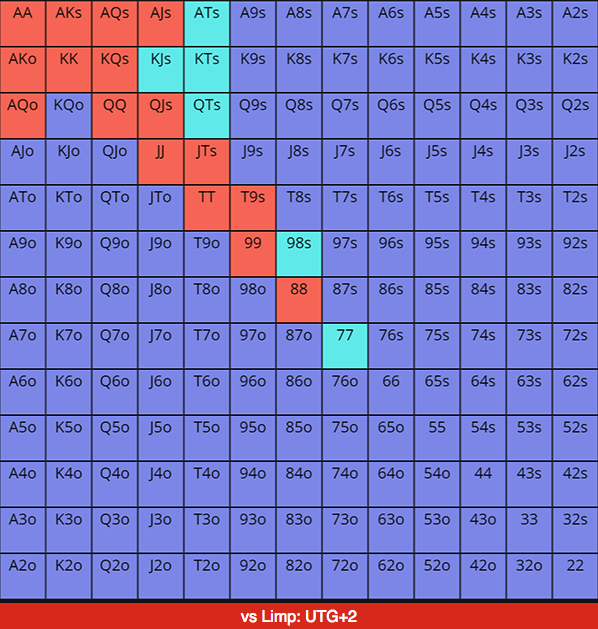 AA AKs AQs AJs ATs A9s A8s A7s A6s A5s A4s A3s A2s
AKo KK KQs KJs KTs K9s K8s K7s K6s K5s K4s K3s K2s
AQo KQo QQ QJs QTs Q9s Q8s Q7s Q6s Q5s Q4s Q3s Q2s
AJo KJo QJo JJ JTs J9s J8s J7s J6s J5s J4s J3s J2s
ATo KTo QTo JTo TT T9s T8s T7s T6s T5s T4s T3s T2s
A9o K9o Q9o J9o T9o 99 98s 97s 96s 95s 94s 93s 92s
A8o K8o Q8o J8o T8o 98o 88 87s 86s 85s 84s 83s 82s
A7o K7o Q7o J7o T7o 97o 87o 77 76s 75s 74s 73s 72s
A6o K6o Q6o J6o T6o 96o 86o 76o 66 65s 64s 63s 62s
A5o K5o Q5o J5o T5o 95o 85o 75o 65o 55 54s 53s 52s
A4o K4o Q4o J4o T4o 94o 84o 74o 64o 54o 44 43s 42s
A3o K3o Q3o J3o T3o 93o 83o 73o 63o 53o 43o 33 32s
A2o K2o Q2o J2o T2o 92o 82o 72o 62o 52o 42o 32o 22
vs Limp: UTG+2